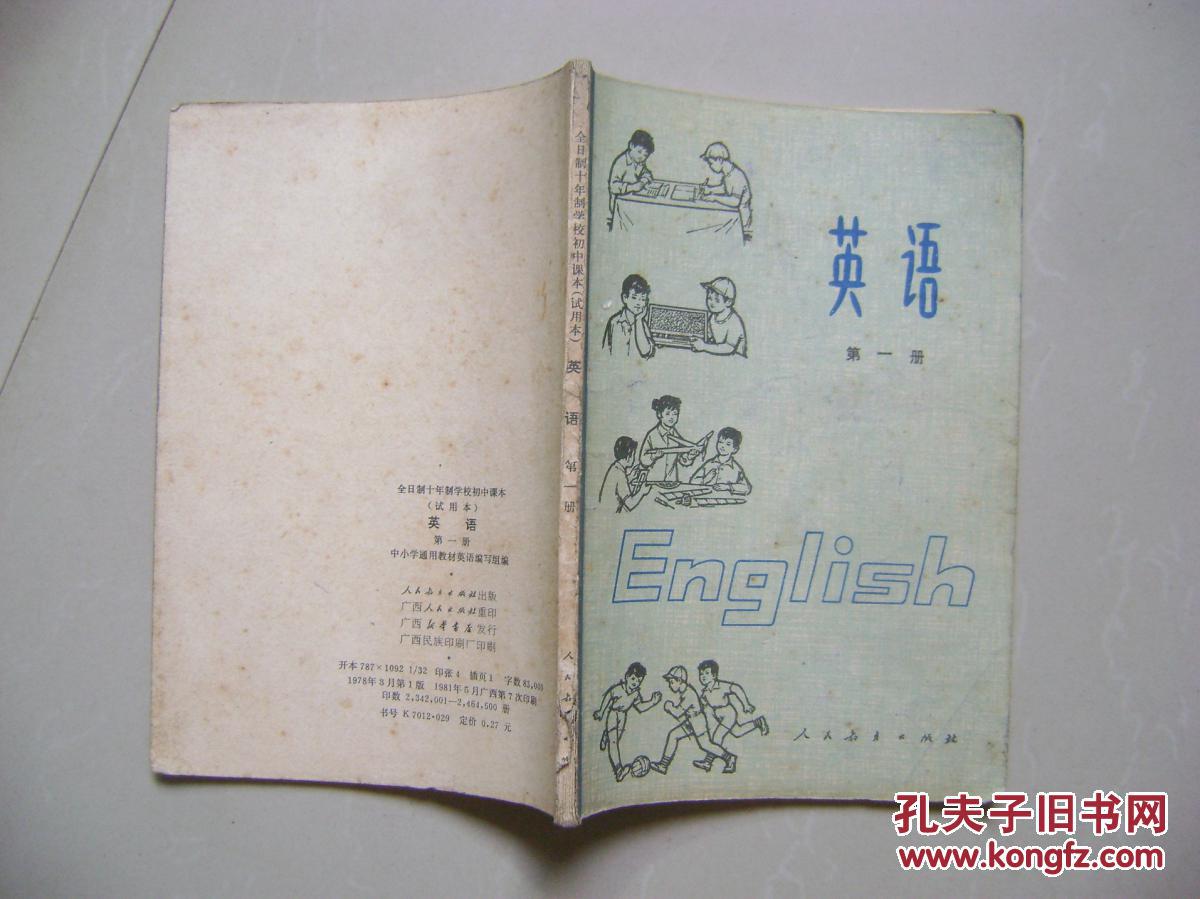 全日制十年制学校初中课本(试用本) 英语 第一册 人民教
全日制十年制学校初中课本
(试用本)
英 语
第一册
中小学通用教材英语编写组编
人民教育出版社出版
广西人民出版社重印
广西新华书店发行
广西民族印刷厂印刷
开本 787×1092 1/32 印张 4 插页 1 字数 83,000
1978年3月第1版 1981年5月广西第7次印刷
印数 2,342,001—2,464,500 册
书号 K 7012·029 定价 0.27 元
英语
第一册
English
人民教育出版社
孔夫子旧书网
www.kongfz.com